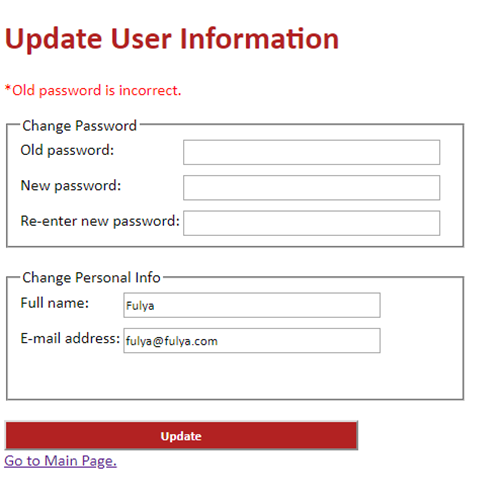 Update User Information
*Old password is incorrect.
Change Password
Old password:
New password:
Re-enter new password:
Change Personal Info
Full name: Fulya
E-mail address: fulya@fulya.com
Update
Go to Main Page.